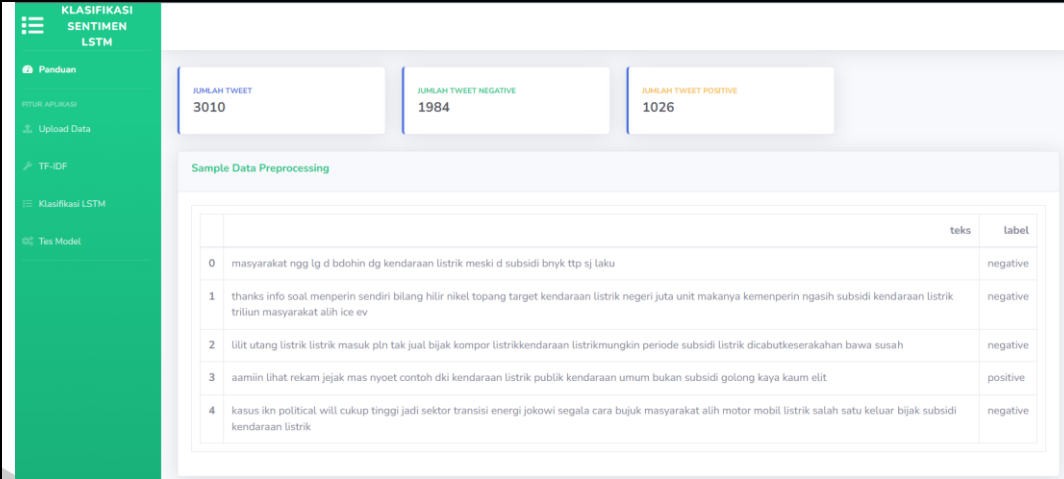 KLASIFIKASI
SENTIMEN
LSTM
Panduan
FITUR APLIKASI
Upload Data
TF-IDF
Klasifikasi LSTM
Tes Model
JUMLAH TWEET
3010
JUMLAH TWEET NEGATIVE
1984
JUMLAH TWEET POSITIVE
1026
Sample Data Preprocessing
teks label
0 masyarakat ngg lg d bdohin dg kendaraan listrik meski d subsidi bnyk ttp sj laku negative
1 thanks info soal menperin sendiri bilang hilir nikel topang target kendaraan listrik negeri juta unit makanya kemenperin ngasih subsidi kendaraan listrik negative
triliun masyarakat alih ice ev
2 lilit utang listrik listrik masuk pln tak jual bijak kompor listrikkendaraan listrikmungkin periode subsidi listrik dicabutkeserakahan bawa susah negative
3 aamiin lihat rekam jejak mas nyoet contoh dki kendaraan listrik publik kendaraan umum bukan subsidi golong kaya kaum elit positive
4 kasus ikn political will cukup tinggi jadi sektor transisi energi jokowi segala cara bujuk masyarakat alih motor mobil listrik salah satu keluar bijak subsidi negative
kendaraan listrik